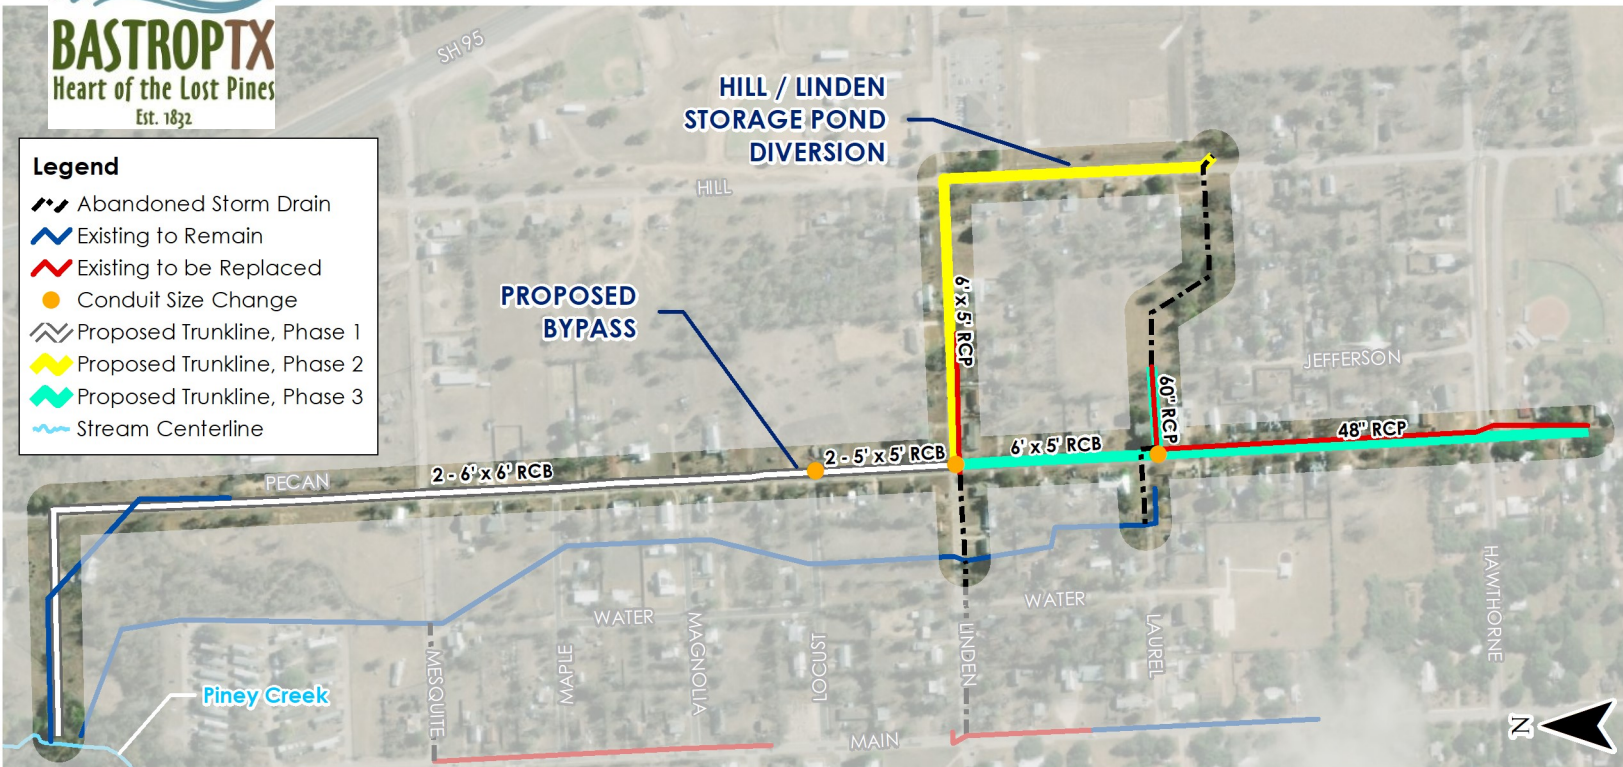 BASTROPTX
Heart of the Lost Pines
Est. 1832
Legend
Abandoned Storm Drain
Existing to Remain
Existing to be Replaced
Conduit Size Change
Proposed Trunkline, Phase 1
Proposed Trunkline, Phase 2
Proposed Trunkline, Phase 3
Stream Centerline
SH 95
HILL / LINDEN
STORAGE POND
DIVERSION
HILL
PROPOSED
BYPASS
6' x 5' RCP
JEFFERSON
60" RCP
48" RCP
6' x 5' RCB
2 - 5' x 5' RCB
2 - 6' x 6' RCB
PECAN
WATER
WATER
MESQUITE
MAPLE
MAGNOLIA
LOCUST
LINDEN
LAUREL
HAWTHORNE
Piney Creek
MAIN
N